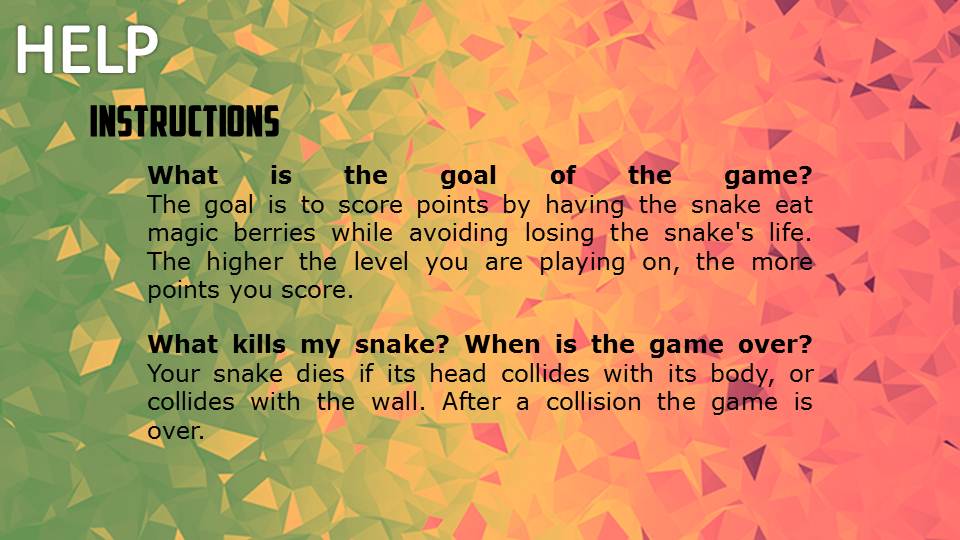 HELP
INSTRUCTIONS
What is the goal of the game?
The goal is to score points by having the snake eat
magic berries while avoiding losing the snake's life.
The higher the level you are playing on, the more
points you score.
What kills my snake? When is the game over?
Your snake dies if its head collides with its body, or
collides with the wall. After a collision the game is
over.